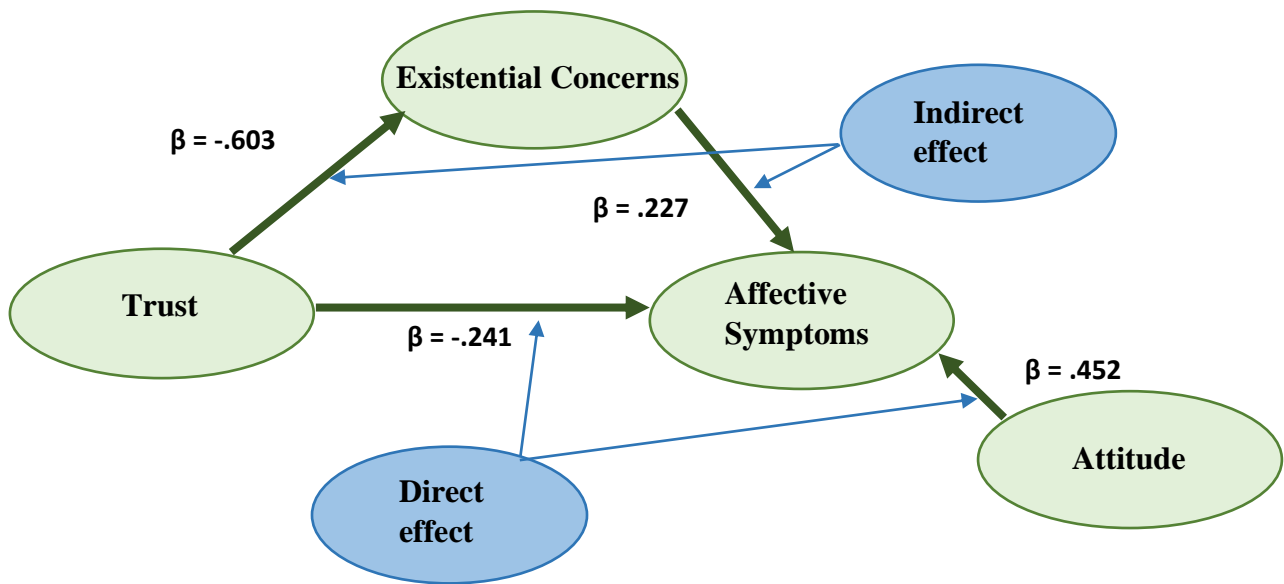 Existential Concerns
Indirect
effect
β = -.603
β = .227
Trust
Affective
Symptoms
β = -.241
β = .452
Attitude
Direct
effect